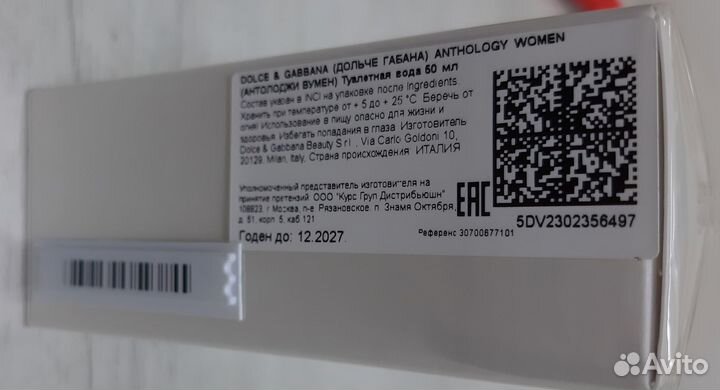 DOLCE & GABBANA (ДОЛЬЧЕ ГАБАНА) ANTHOLOGY WOMEN
(АНТОЛОДЖИ ВУМЕН) Туалетная вода 50 мл
Состав указан в INCI на упаковке после Ingredients
Хранить при температуре от + 5 до + 25 °С Беречь от
огня! Использование в пищу опасно для жизни и
здоровья. Избегать попадания в глаза. Изготовитель
Dolce & Gabbana Beauty S r l , Via Carlo Goldoni 10,
20129, Milan, Italy, Страна происхождения ИТАЛИЯ
Уполномоченный представитель изготовителя на
принятие претензий ООО "Курс Груп Дистрибьюшн"
108823, г Москва, п-е Рязановское, п. Знамя Октября,
д. 51, корп. 5, каб 121
Годен до: 12.2027
EAC
Референс 30700877101
5DV2302356497
Avito